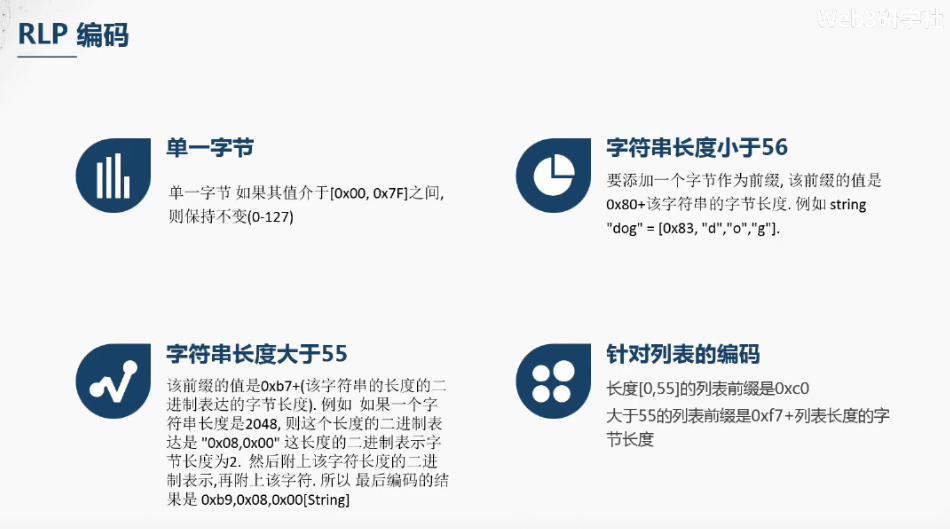 RLP 编码
Web3研学社
单一字节
单一字节 如果其值介于[0x00, 0x7F]之间,
则保持不变(0-127)
字符串长度小于56
要添加一个字节作为前缀, 该前缀的值是
0x80+该字符串的字节长度. 例如 string
"dog" = [0x83, "d","o","g"].
字符串长度大于55
该前缀的值是0xb7+(该字符串的长度的二
进制表达的字节长度). 例如 如果一个字
符串长度是2048, 则这个长度的二进制表
达是 "0x08,0x00" 这长度的二进制表示字
节长度为2. 然后附上该字符长度的二进
制表示,再附上该字符. 所以 最后编码的结
果是 0xb9,0x08,0x00[String]
针对列表的编码
长度[0,55]的列表前缀是0xc0
大于55的列表前缀是0xf7+列表长度的字
节长度